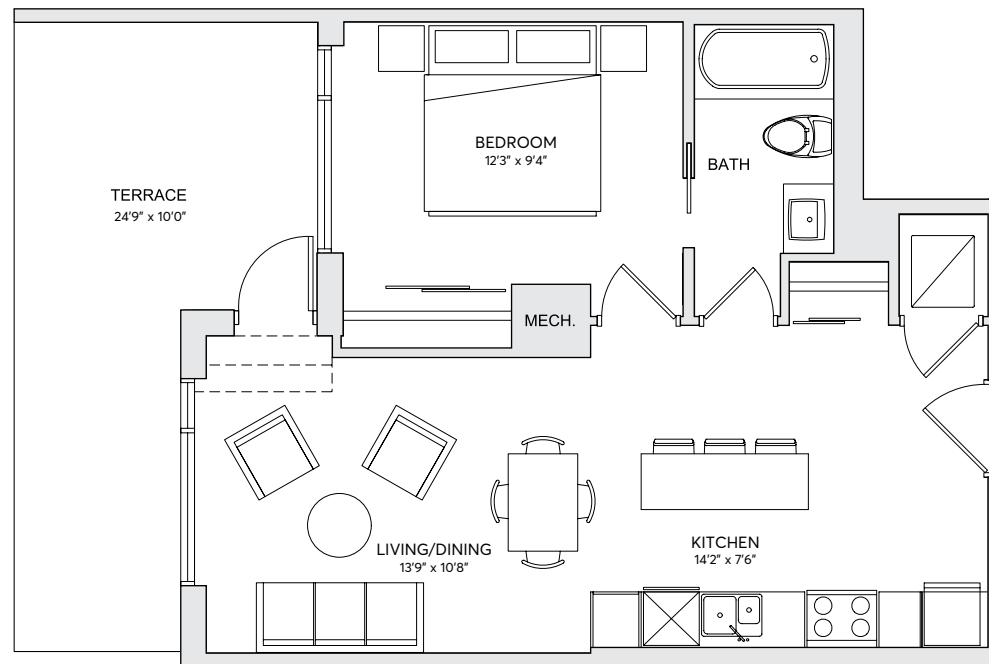 BEDROOM
12'3" x 9'4"
BATH
TERRACE
24'9" x 10'0"
MECH.
LIVING/DINING
13'9" x 10'8"
KITCHEN
14'2" x 7'6"